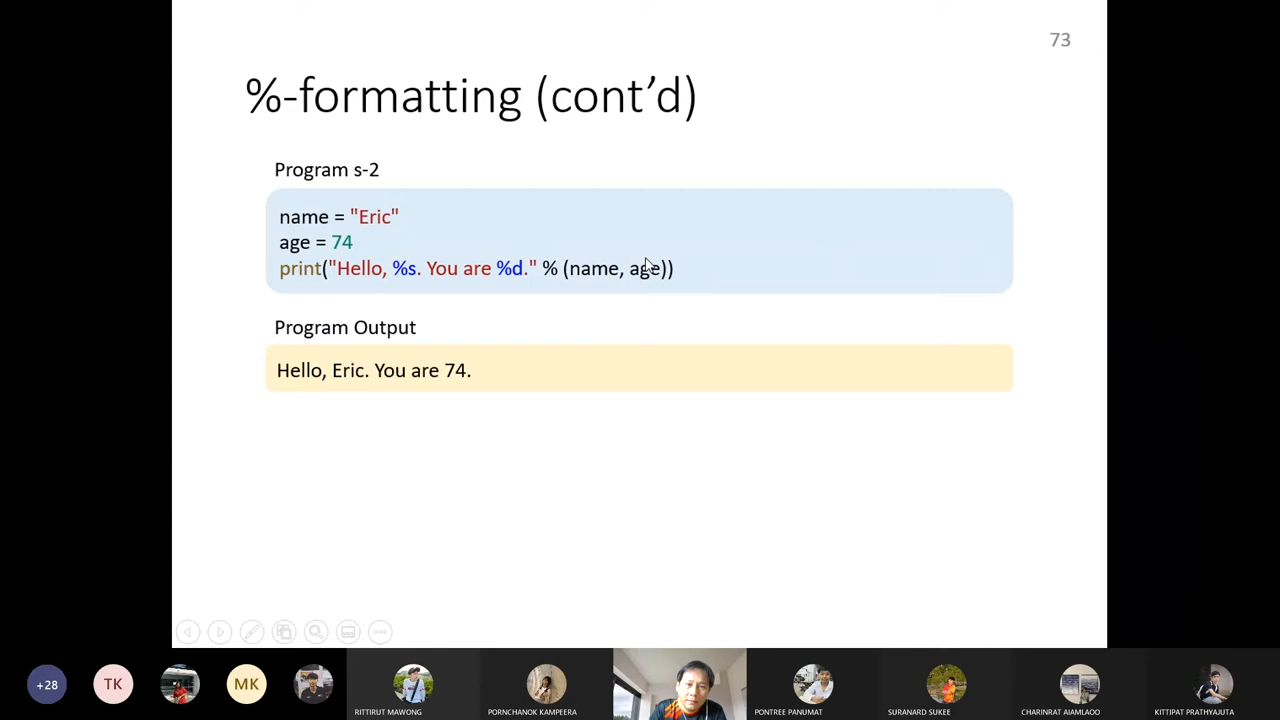 73
%-formatting (cont’d)
Program s-2
name = "Eric"
age = 74
print("Hello, %s. You are %d." % (name, age))
Program Output
Hello, Eric. You are 74.
+28
TK
MK
RITTIRUT MAWONG
PORNCHANOK KAMPEERA
PONTREE PANUMAT
SURANARD SUKEE
CHARINRAT AIAMLAOO
KITTIPAT PRATHYAJUTA